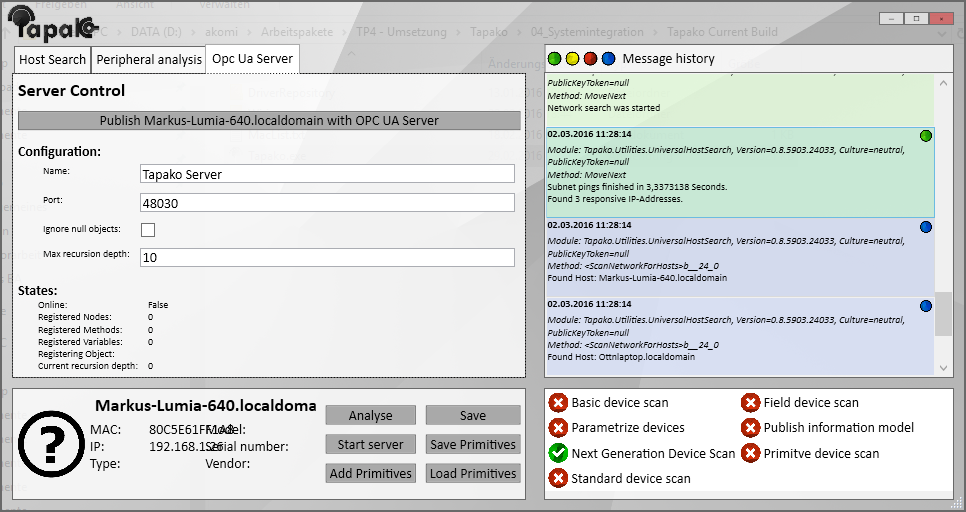 Freigeben Ansicht Verwalten
Tapako
DATA (D:) › akomi › Arbeitspakete › TP4 - Umsetzung › Tapako › 04_Systemintegration › Tapako Current Build
Host Search
Peripheral analysis
Opc Ua Server
Server Control
Publish Markus-Lumia-640.localdomain with OPC UA Server
Configuration:
Name: Tapako Server
Port: 48030
Ignore null objects:
Max recursion depth: 10
States:
Online: False
Registered Nodes: 0
Registered Methods: 0
Registered Variables: 0
Registering Object:
Current recursion depth: 0
Message history
PublicKeyToken=null
Method: MoveNext
Network search was started
02.03.2016 11:28:14
Module: Tapako.Utilities.UniversalHostSearch, Version=0.8.5903.24033, Culture=neutral,
PublicKeyToken=null
Method: MoveNext
Subnet pings finished in 3,3373138 Seconds.
Found 3 responsive IP-Addresses.
02.03.2016 11:28:14
Module: Tapako.Utilities.UniversalHostSearch, Version=0.8.5903.24033, Culture=neutral,
PublicKeyToken=null
Method: <ScanNetworkForHosts>b__24_0
Found Host: Markus-Lumia-640.localdomain
02.03.2016 11:28:14
Module: Tapako.Utilities.UniversalHostSearch, Version=0.8.5903.24033, Culture=neutral,
PublicKeyToken=null
Method: <ScanNetworkForHosts>b__24_0
Found Host: Ottnlaptop.localdomain
Markus-Lumia-640.localdoma
MAC: Model:
IP: Serial number:
Type: Vendor:
Analyse
Save
Start server
Save Primitives
Add Primitives
Load Primitives
Basic device scan
Field device scan
Parametrize devices
Publish information model
Next Generation Device Scan
Primitve device scan
Standard device scan